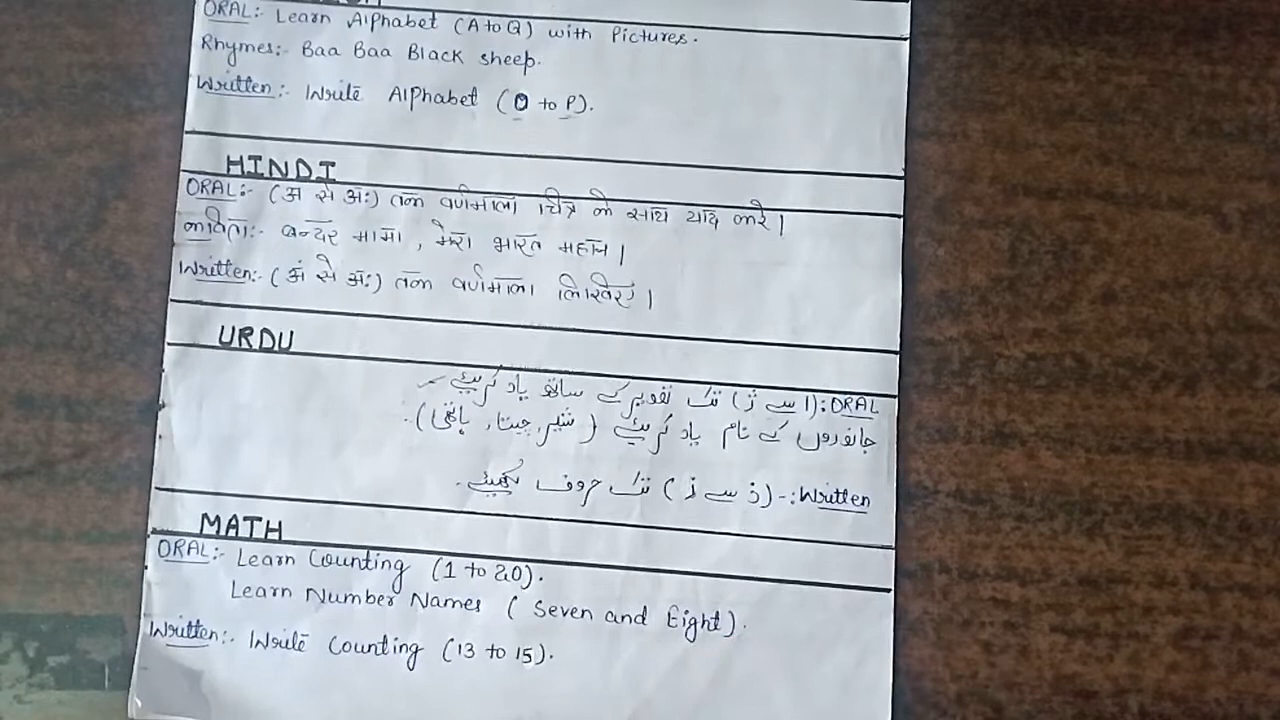 ORAL:- Learn Alphabet (A to Q) with Pictures.
Rhymes:- Baa Baa Black sheep.
Written:- Write Alphabet (O to P).
HINDI
ORAL:- (अ से अः) तक वर्णमाला चित्र के साथ याद करे।
कविता:- बन्दर मामा, मेरा भारत महान।
Written:- (अं से अः) तक वर्णमाला लिखिए।
URDU
ORAL: (ا سے ژ) تک تصویر کے ساتھ یاد کریئے۔
جانوروں کے نام یاد کریئے (شیر، چیتا، ہاتھی)۔
Written:- (ذ سے ژ) تک حروف لکھیئے۔
MATH
ORAL:- Learn Counting (1 to 20).
Learn Number Names (Seven and Eight).
Written:- Write Counting (13 to 15).